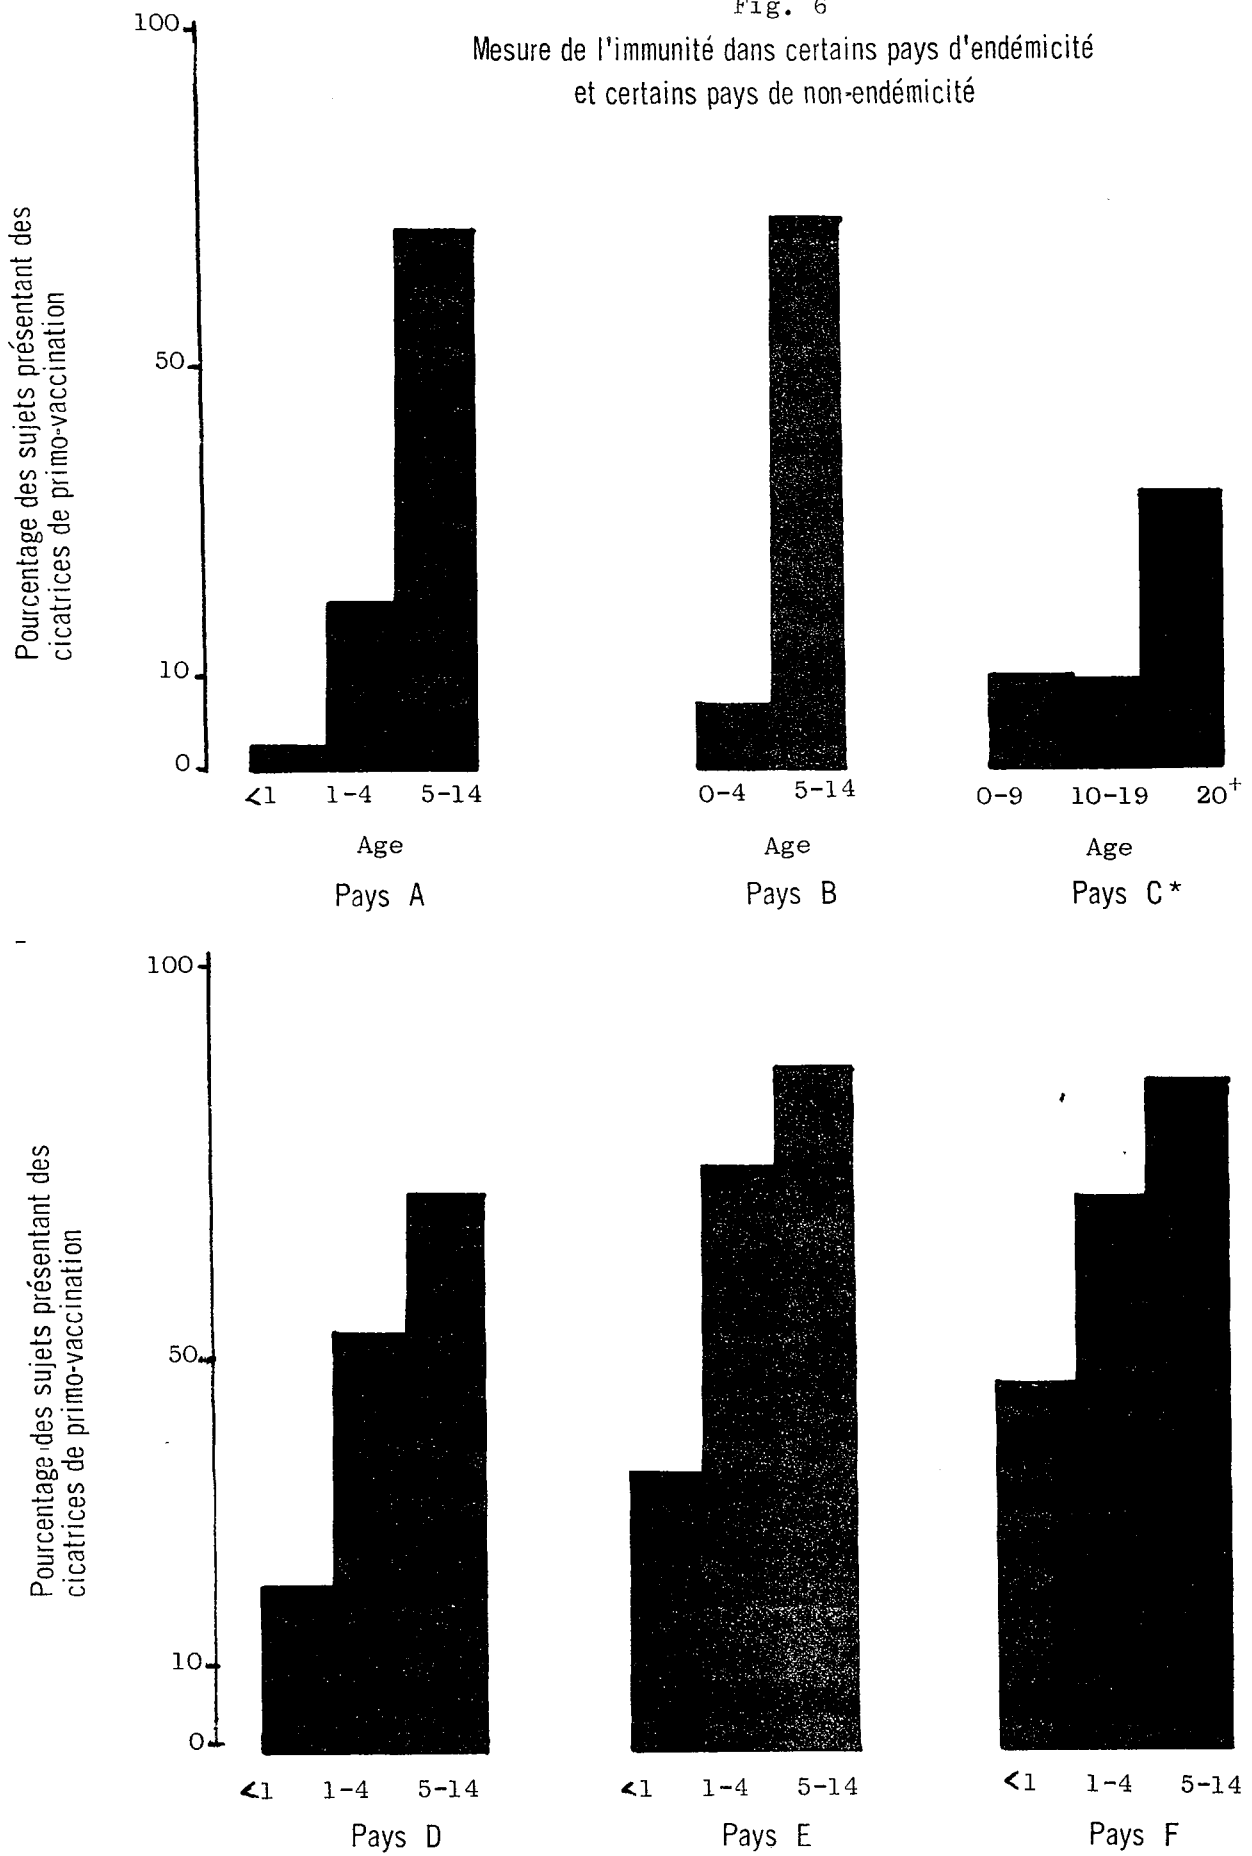 Fig. 6
Mesure de l'immunité dans certains pays d'endémicité
et certains pays de non-endémicité
Pourcentage des sujets présentant des
cicatrices de primo-vaccination
100
50
10
0
<1 1-4 5-14
Age
Pays A
0-4 5-14
Age
Pays B
0-9 10-19 20+
Age
Pays C*
Pourcentage des sujets présentant des
cicatrices de primo-vaccination
100
50
10
0
<1 1-4 5-14
Pays D
<1 1-4 5-14
Pays E
<1 1-4 5-14
Pays F